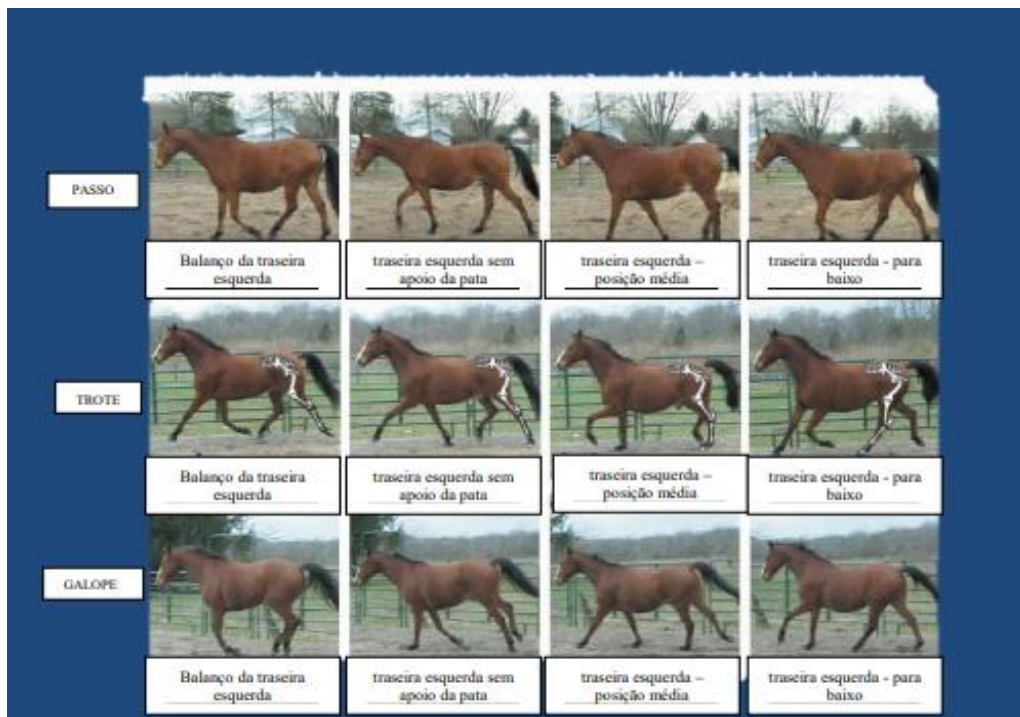 PASSO
Balanço da traseira
esquerda
traseira esquerda sem
apoio da pata
traseira esquerda –
posição média
traseira esquerda - para
baixo
TROTE
Balanço da traseira
esquerda
traseira esquerda sem
apoio da pata
traseira esquerda –
posição média
traseira esquerda - para
baixo
GALOPE
Balanço da traseira
esquerda
traseira esquerda sem
apoio da pata
traseira esquerda –
posição média
traseira esquerda - para
baixo